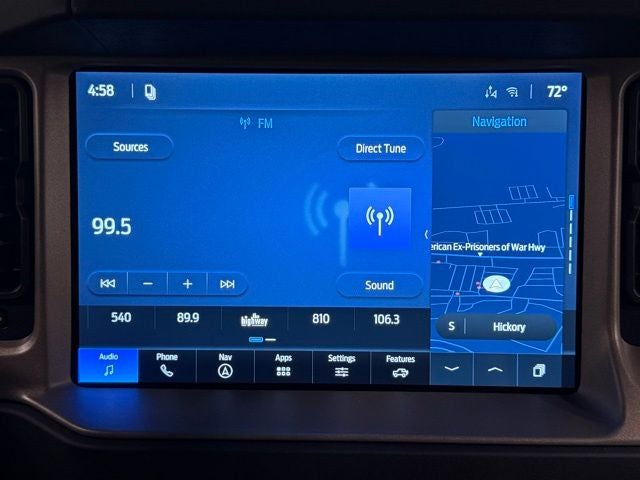 4:58
72°
FM
Navigation
Sources
Direct Tune
99.5
erican Ex-Prisoners of War Hwy
Sound
S Hickory
540 89.9 the highway 810 106.3
Audio Phone Nav Apps Settings Features